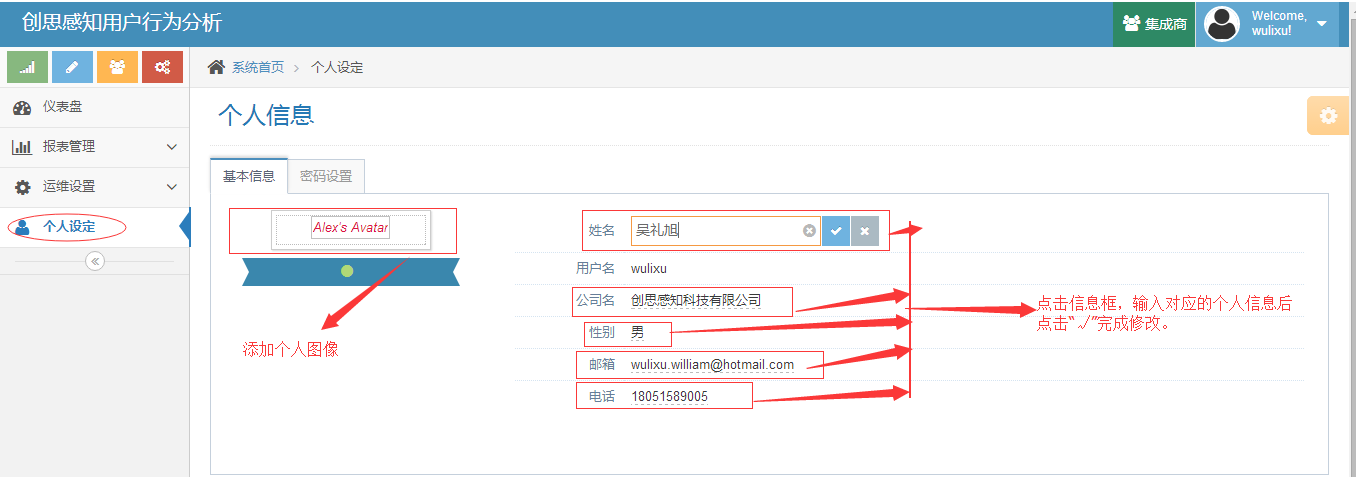 创思感知用户行为分析
集成商
Welcome,
wulixu!
系统首页 > 个人设定
仪表盘
报表管理
运维设置
个人设定
个人信息
基本信息
密码设置
Alex's Avatar
添加个人图像
姓名 吴礼旭
用户名 wulixu
公司名 创思感知科技有限公司
性别 男
邮箱 wulixu.william@hotmail.com
电话 18051589005
点击信息框，输入对应的个人信息后
点击“√”完成修改。